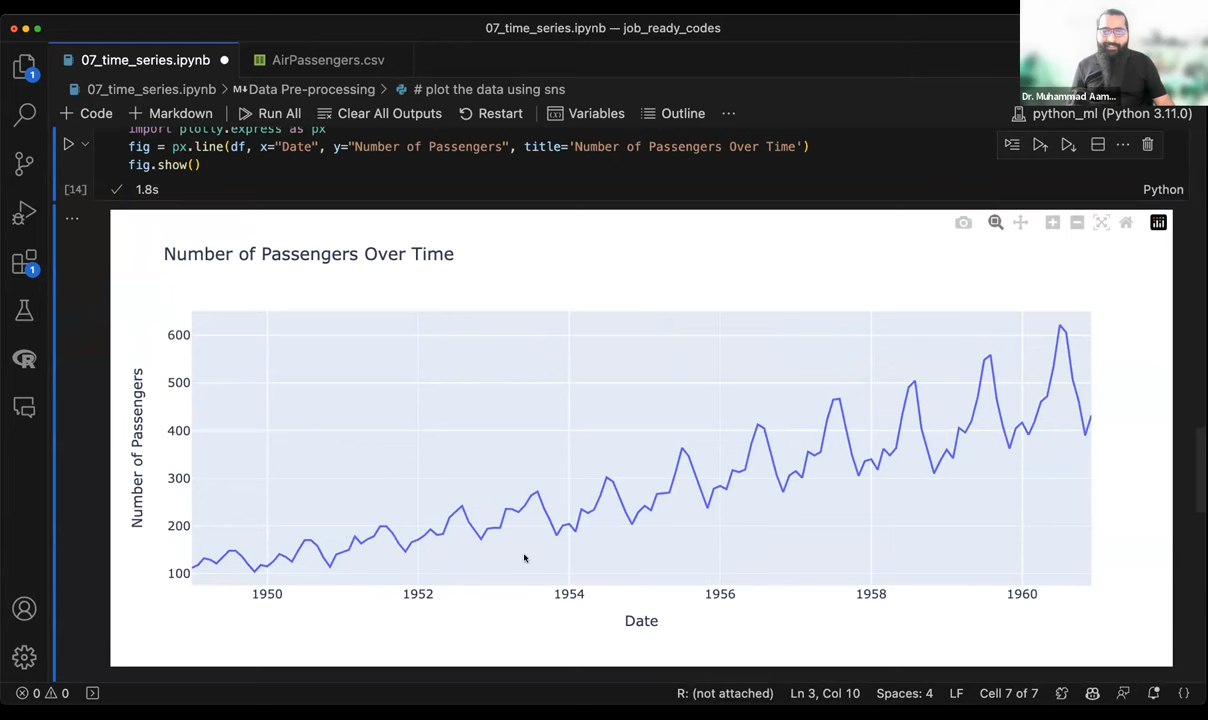 07_time_series.ipynb — job_ready_codes
07_time_series.ipynb
AirPassengers.csv
07_time_series.ipynb > M↓Data Pre-processing > # plot the data using sns
Dr. Muhammad Aam...
+ Code + Markdown Run All Clear All Outputs Restart Variables Outline ...
python_ml (Python 3.11.0)
import plotly.express as px
fig = px.line(df, x="Date", y="Number of Passengers", title='Number of Passengers Over Time')
fig.show()
[14] 1.8s Python
Number of Passengers Over Time
Number of Passengers
600
500
400
300
200
100
1950 1952 1954 1956 1958 1960
Date
1
1
R
0 0 R: (not attached) Ln 3, Col 10 Spaces: 4 LF Cell 7 of 7 {}